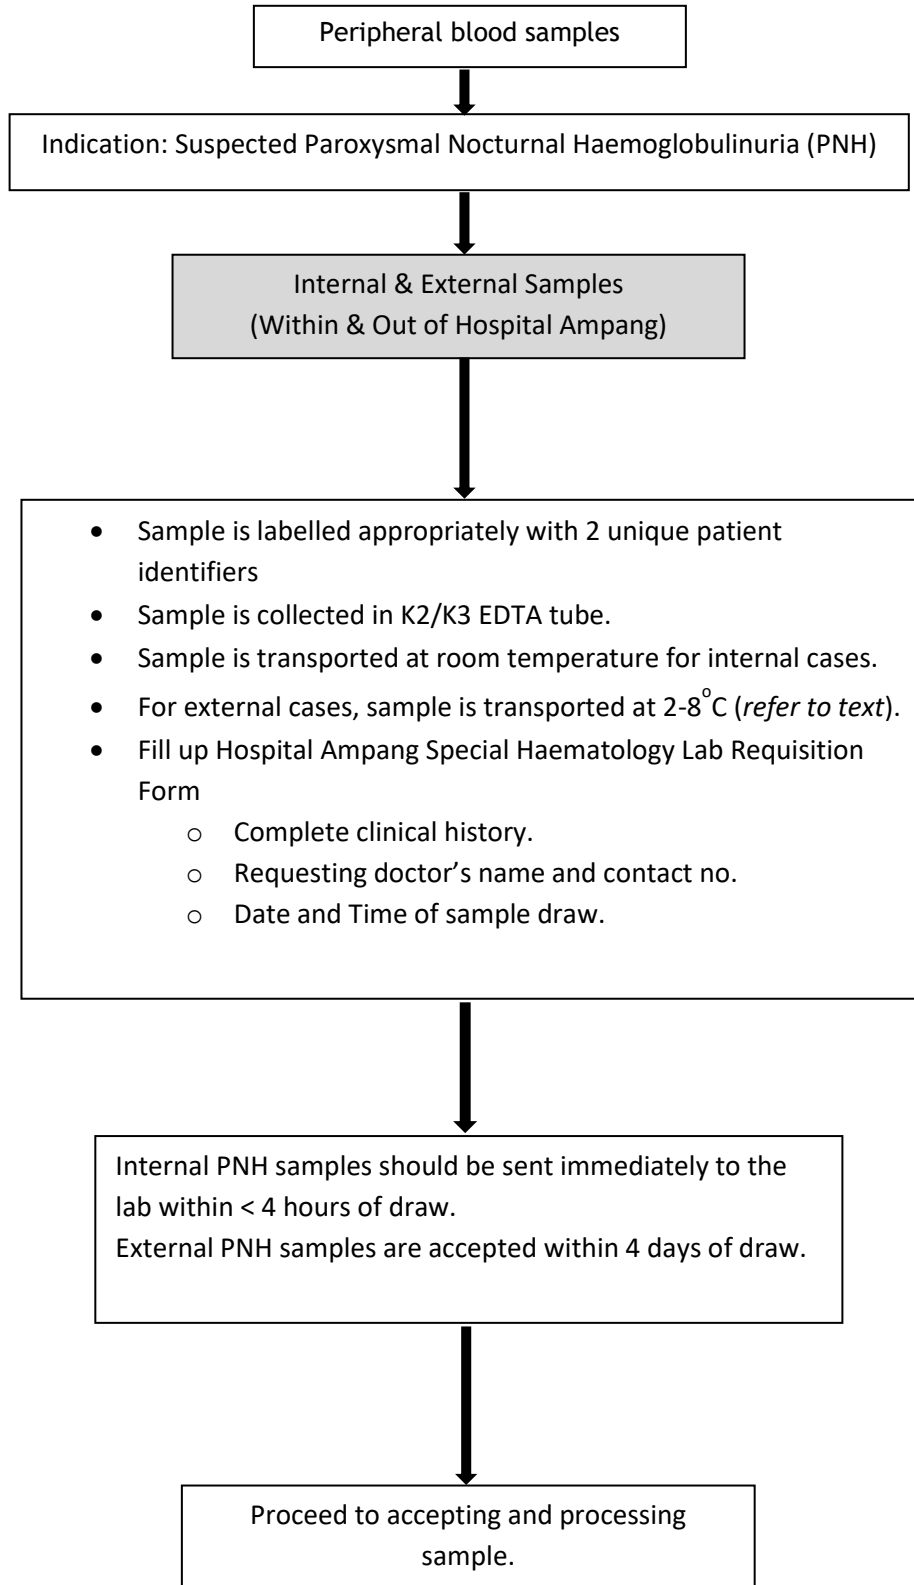 Peripheral blood samples
Indication: Suspected Paroxysmal Nocturnal Haemoglobulinuria (PNH)
Internal & External Samples
(Within & Out of Hospital Ampang)
• Sample is labelled appropriately with 2 unique patient
identifiers
• Sample is collected in K2/K3 EDTA tube.
• Sample is transported at room temperature for internal cases.
• For external cases, sample is transported at 2-8°C (refer to text).
• Fill up Hospital Ampang Special Haematology Lab Requisition
Form
o Complete clinical history.
o Requesting doctor’s name and contact no.
o Date and Time of sample draw.
Internal PNH samples should be sent immediately to the
lab within < 4 hours of draw.
External PNH samples are accepted within 4 days of draw.
Proceed to accepting and processing
sample.